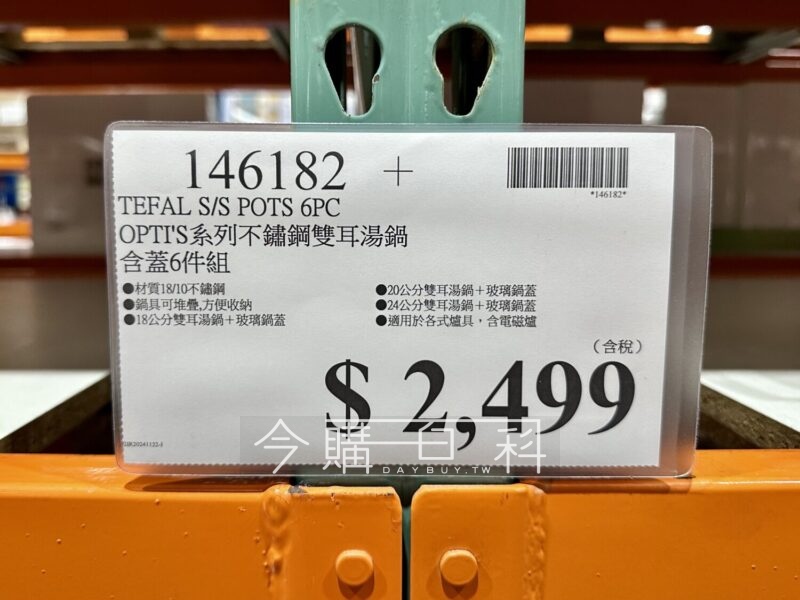 146182 +
*146182*
TEFAL S/S POTS 6PC
OPTI'S系列不鏽鋼雙耳湯鍋
含蓋6件組
●材質18/10不鏽鋼
●鍋具可堆疊,方便收納
●18公分雙耳湯鍋+玻璃鍋蓋
●20公分雙耳湯鍋+玻璃鍋蓋
●24公分雙耳湯鍋+玻璃鍋蓋
●適用於各式爐具，含電磁爐
(含稅)
$ 2,499
今購百科
DAYBUY.TW